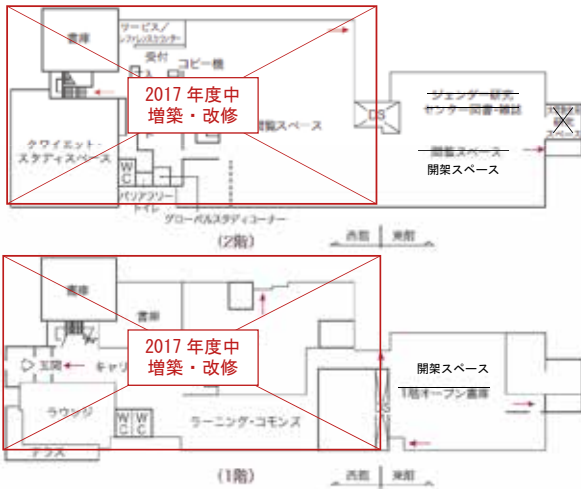 書庫
サービス/
レファレンスカウンター
受付
コピー機
2017 年度中
増築・改修
閲覧スペース
DS
ジェンダー研究
センター図書・雑誌
閲覧スペース
開架スペース
クワイエット・
スタディスペース
WC
バリアフリー
トイレ
グローバルスタディコーナー
(2階)
西館 東館
書庫
書庫
2017 年度中
増築・改修
玄関
キャリ
ラウンジ
WC WC
ラーニング・コモンズ
テラス
DS
開架スペース
1階オープン書庫
(1階)
西館 東館